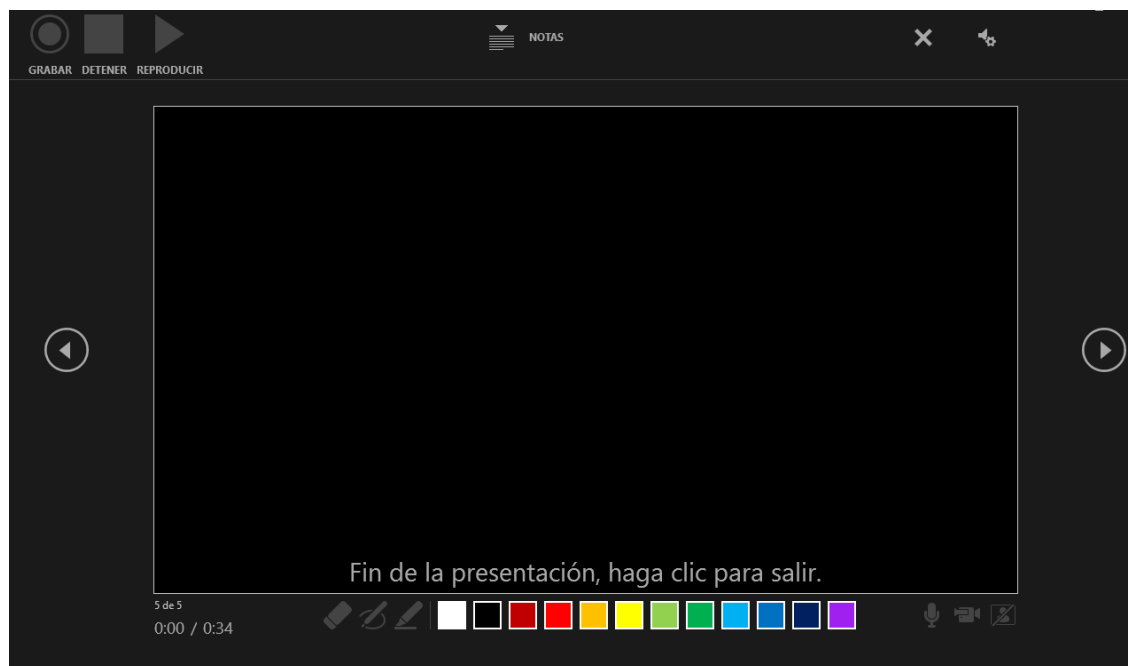 NOTAS
GRABAR DETENER REPRODUCIR
Fin de la presentación, haga clic para salir.
5 de 5
0:00 / 0:34